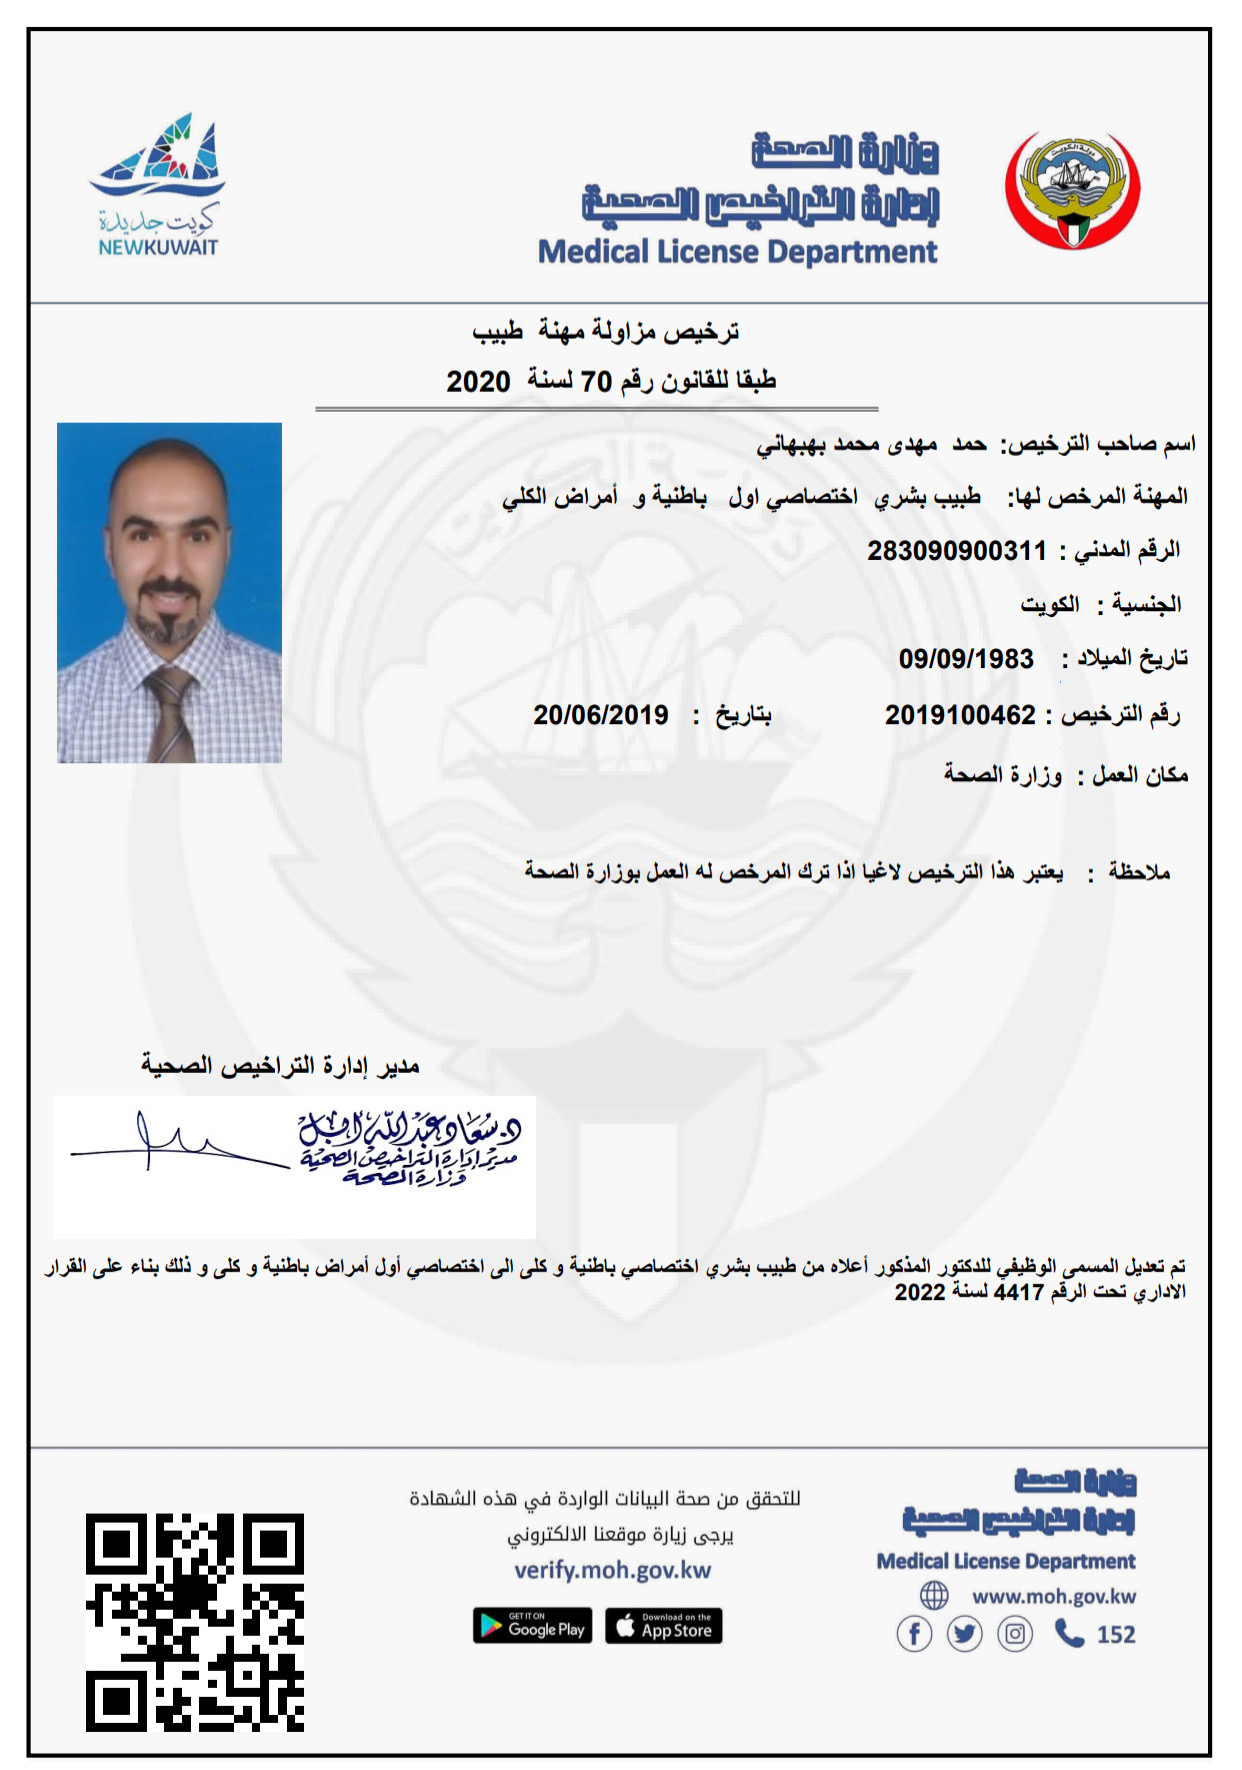 كويت جديدة
NEWKUWAIT
وزارة الصحة
إدارة التراخيص الصحية
Medical License Department
دولة الكويت
ترخيص مزاولة مهنة طبيب
طبقا للقانون رقم 70 لسنة 2020
اسم صاحب الترخيص: حمد مهدى محمد بهبهاني
المهنة المرخص لها: طبيب بشري اختصاصي اول باطنية و أمراض الكلي
الرقم المدني : 283090900311
الجنسية : الكويت
تاريخ الميلاد : 09/09/1983
رقم الترخيص : 2019100462 بتاريخ : 20/06/2019
مكان العمل : وزارة الصحة
ملاحظة : يعتبر هذا الترخيص لاغيا اذا ترك المرخص له العمل بوزارة الصحة
مدير إدارة التراخيص الصحية
د. سعاد عبدالله
مدير إدارة التراخيص الصحية
وزارة الصحة
تم تعديل المسمى الوظيفي للدكتور المذكور أعلاه من طبيب بشري اختصاصي باطنية و كلى الى اختصاصي أول أمراض باطنية و كلى و ذلك بناء على القرار
الاداري تحت الرقم 4417 لسنة 2022
للتحقق من صحة البيانات الواردة في هذه الشهادة
يرجى زيارة موقعنا الالكتروني
verify.moh.gov.kw
GET IT ON
Google Play
Download on the
App Store
وزارة الصحة
إدارة التراخيص الصحية
Medical License Department
www.moh.gov.kw
152